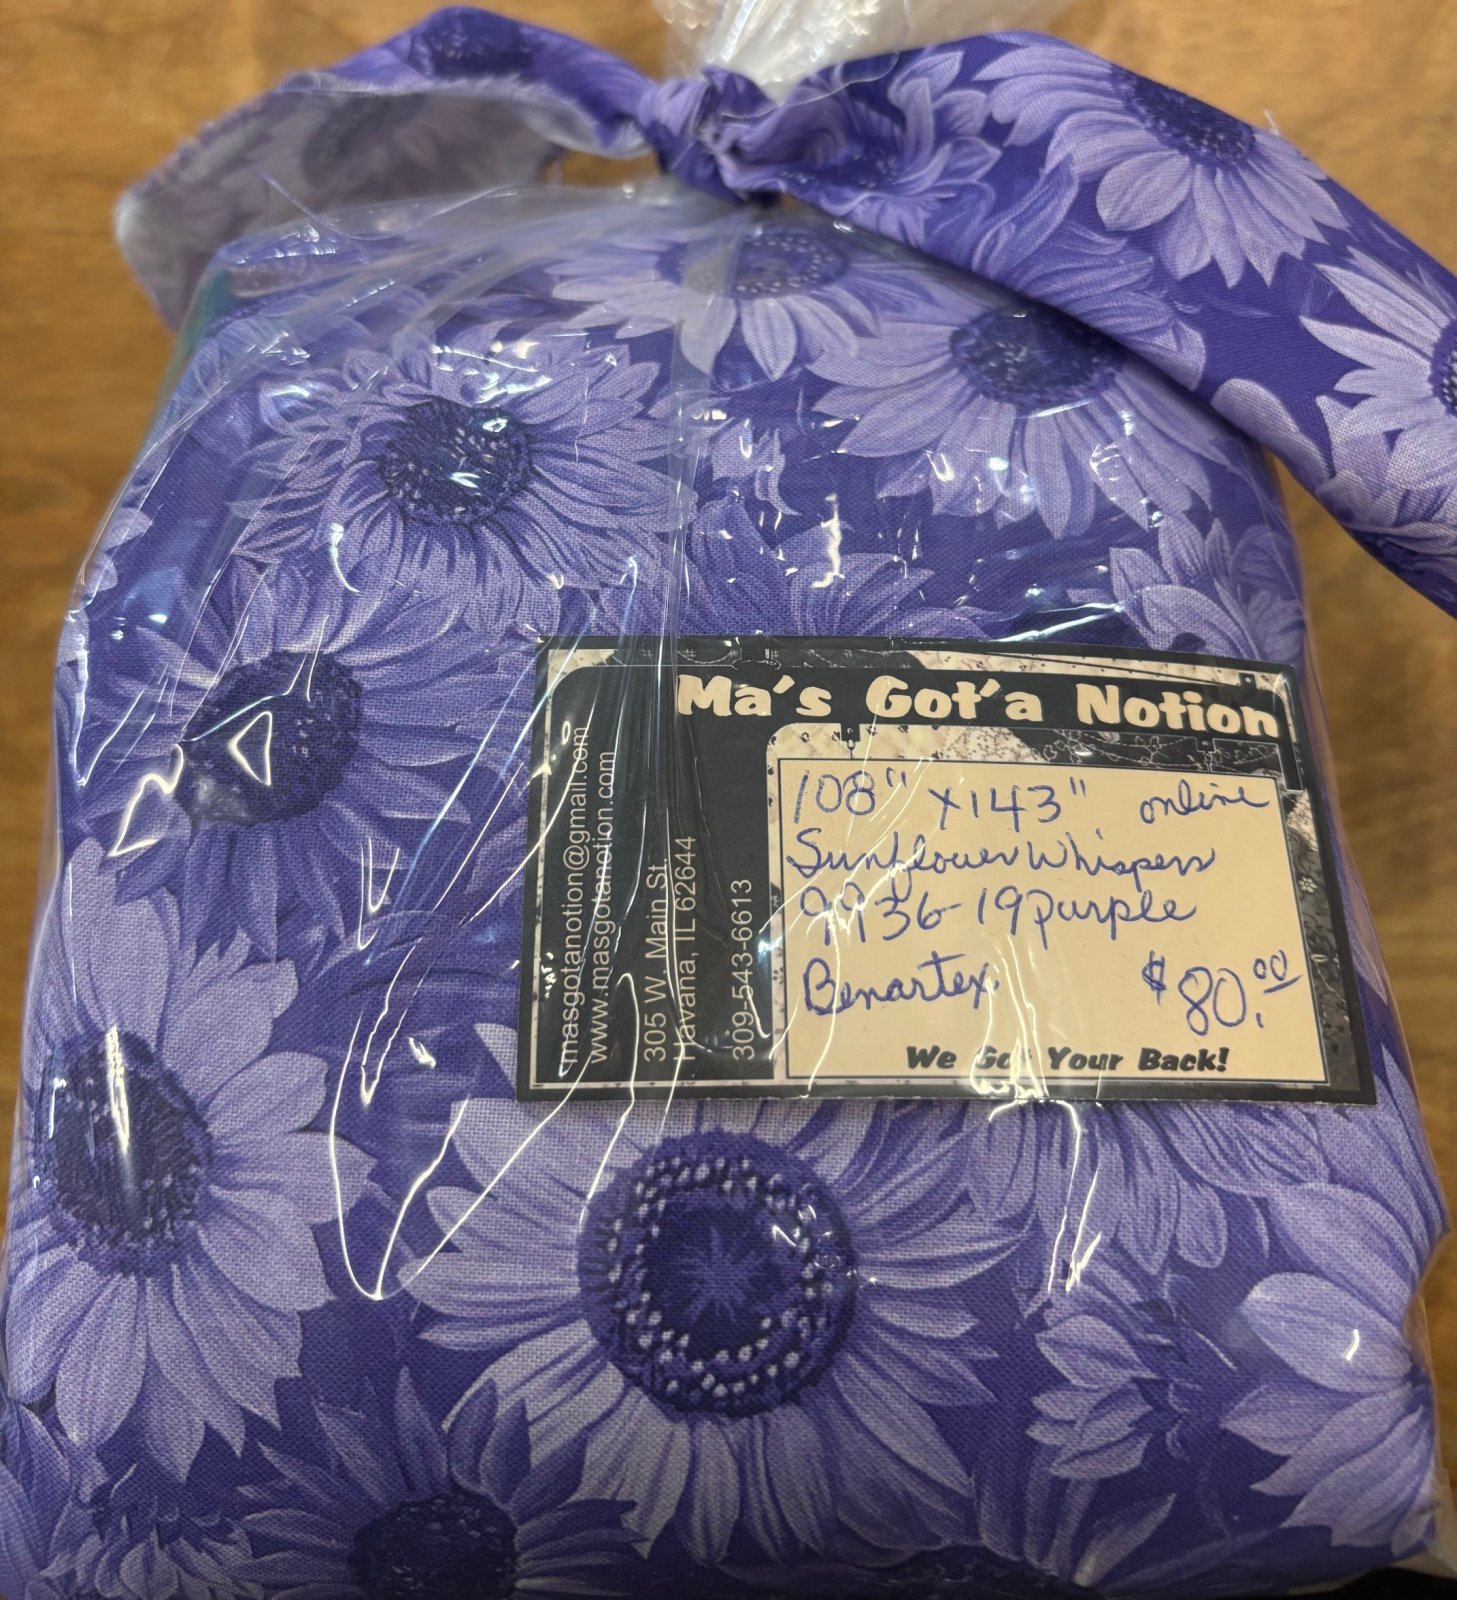 Ma's Got'a Notion
108" x 143" online
Sunflower Whispers
9936-19 purple
Benartex.
$80.00
We Got Your Back!
masgotanotion@gmail.com
www.masgotanotion.com
305 W. Main St.
Havana, IL 62644
309-543-6613